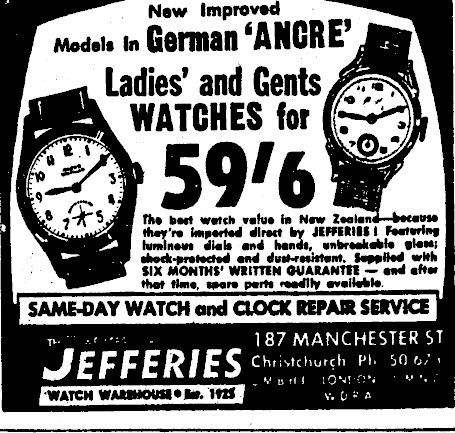 New Improved
Models in German 'ANCRE'
Ladies' and Gents
WATCHES for
59'6
The best watch value in New Zealand—because
they're imported direct by JEFFERIES! Featuring
luminous dials and hands, unbreakable glass;
shock-protected and dust-resistant. Supplied with
SIX MONTHS' WRITTEN GUARANTEE — and after
that time, spare parts readily available.
SAME-DAY WATCH and CLOCK REPAIR SERVICE
JEFFERIES
WATCH WAREHOUSE • Est. 1925
187 MANCHESTER ST
Christchurch Ph.
LONDON